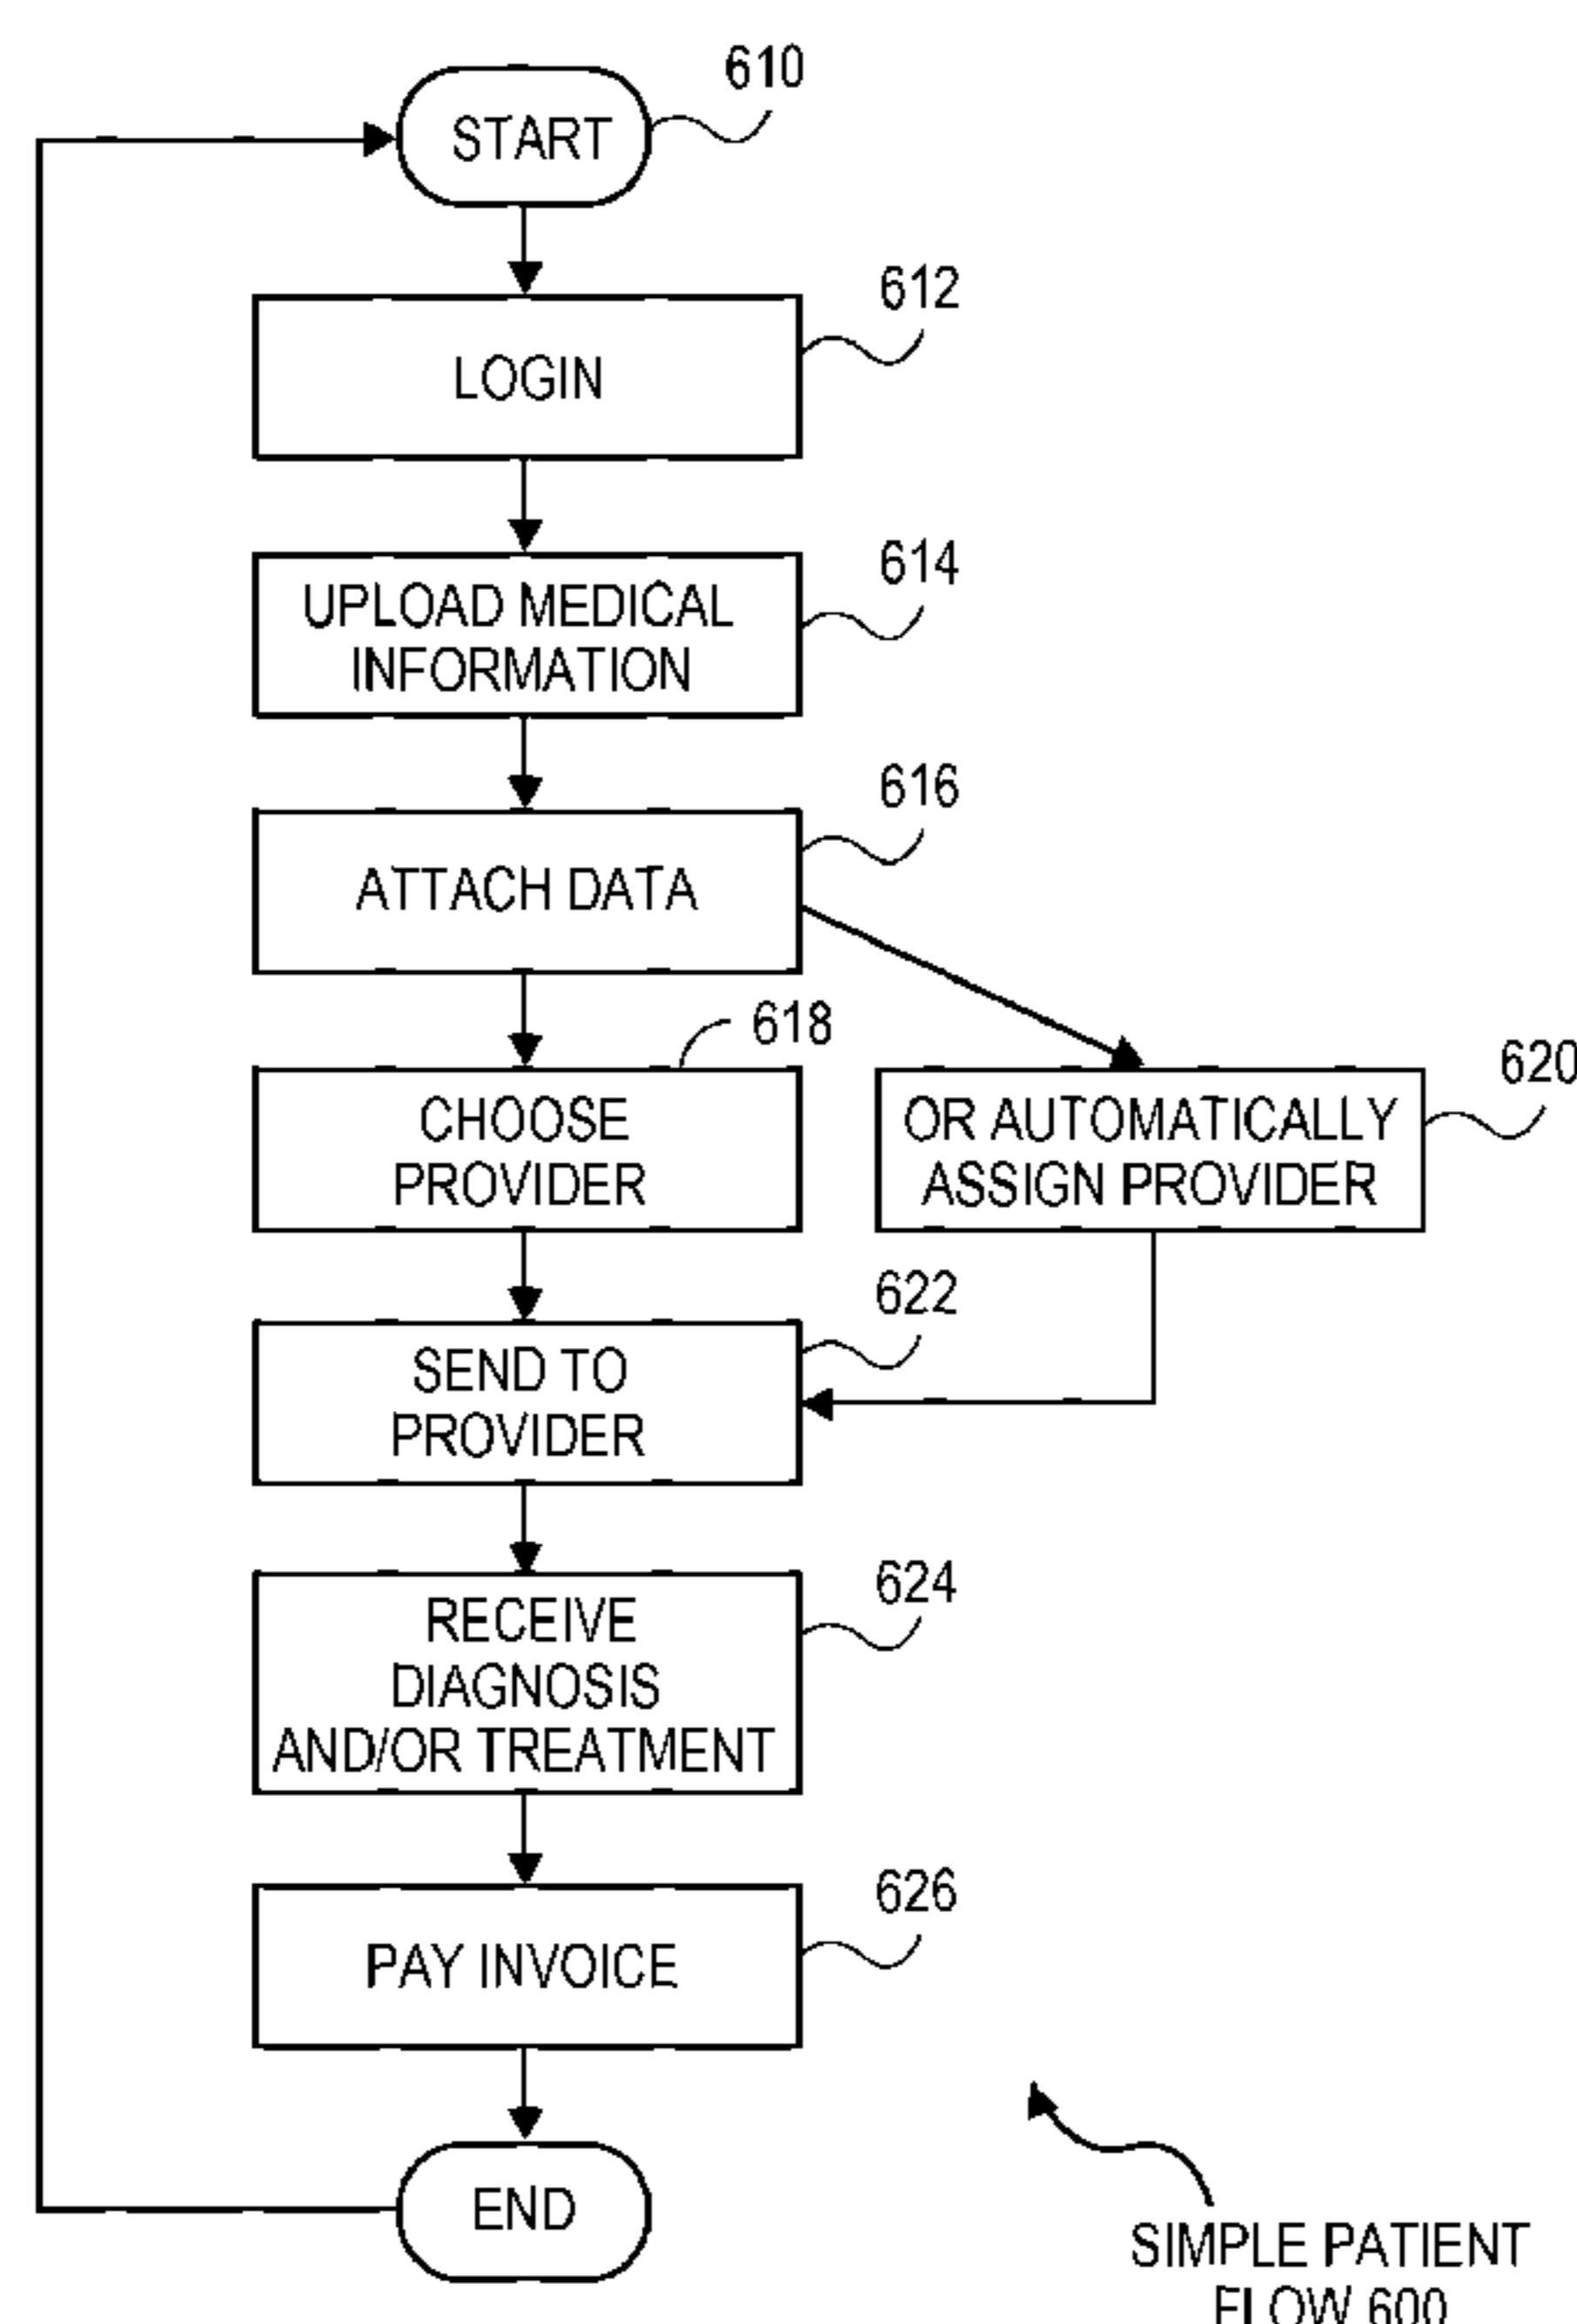 610
START
612
LOGIN
614
UPLOAD MEDICAL
INFORMATION
616
ATTACH DATA
618
CHOOSE
PROVIDER
620
OR AUTOMATICALLY
ASSIGN PROVIDER
622
SEND TO
PROVIDER
624
RECEIVE
DIAGNOSIS
AND/OR TREATMENT
626
PAY INVOICE
END
SIMPLE PATIENT
FLOW 600